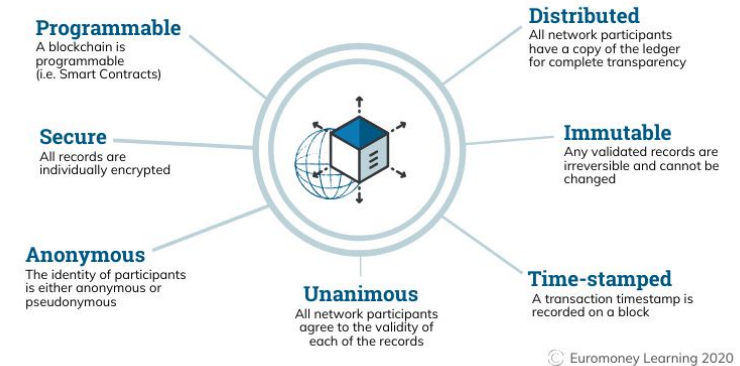 Programmable
A blockchain is
programmable
(i.e. Smart Contracts)
Distributed
All network participants
have a copy of the ledger
for complete transparency
Secure
All records are
individually encrypted
Immutable
Any validated records are
irreversible and cannot be
changed
Anonymous
The identity of participants
is either anonymous or
pseudonymous
Unanimous
All network participants
agree to the validity of
each of the records
Time-stamped
A transaction timestamp is
recorded on a block
© Euromoney Learning 2020